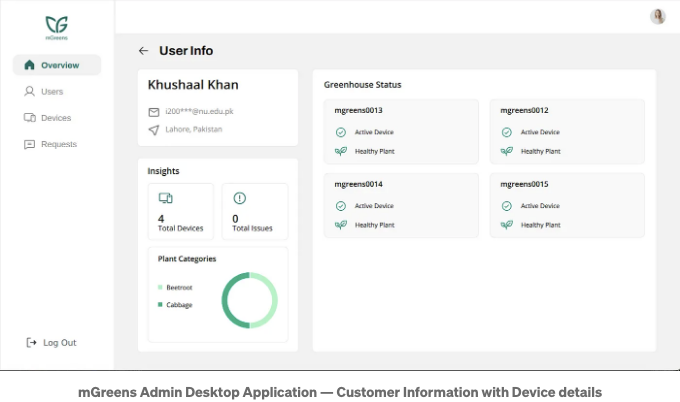 mGreens
Overview
Users
Devices
Requests
Log Out
User Info
Khushaal Khan
i200***@nu.edu.pk
Lahore, Pakistan
Insights
4
Total Devices
0
Total Issues
Plant Categories
Beetroot
Cabbage
Greenhouse Status
mgreens0013
Active Device
Healthy Plant
mgreens0012
Active Device
Healthy Plant
mgreens0014
Active Device
Healthy Plant
mgreens0015
Active Device
Healthy Plant
mGreens Admin Desktop Application — Customer Information with Device details